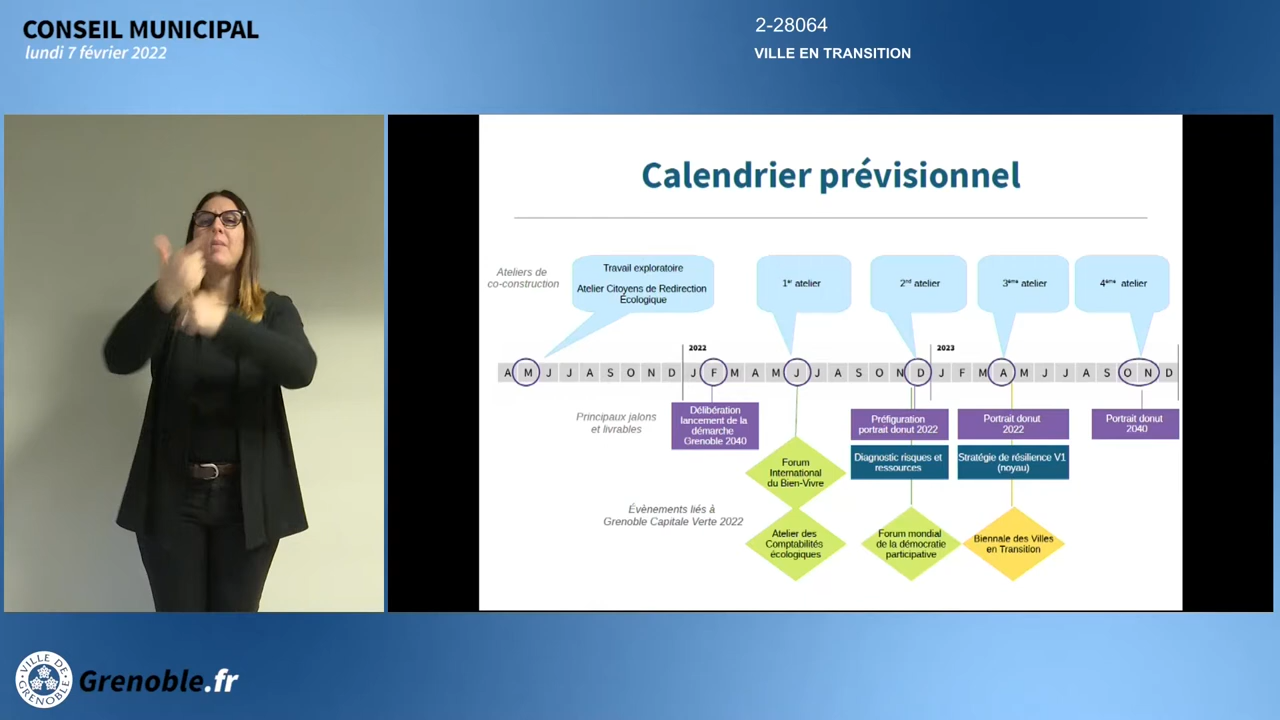 CONSEIL MUNICIPAL
lundi 7 février 2022
2-28064
VILLE EN TRANSITION
Calendrier prévisionnel
Ateliers de
co-construction
Travail exploratoire
Atelier Citoyens de Redirection
Écologique
1er atelier
2nd atelier
3ème atelier
4ème atelier
2022
2023
A M J J A S O N D J F M A M J J A S O N D J F M A M J J A S O N D
Principaux jalons
et livrables
Délibération
lancement de la
démarche
Grenoble 2040
Préfiguration
portrait donut 2022
Portrait donut
2022
Portrait donut
2040
Diagnostic risques et
ressources
Stratégie de résilience V1
(noyau)
Forum
International
du Bien-Vivre
Évènements liés à
Grenoble Capitale Verte 2022
Atelier des
Comptabilités
écologiques
Forum mondial
de la démocratie
participative
Biennale des Villes
en Transition
VILLE DE
GRENOBLE
Grenoble.fr